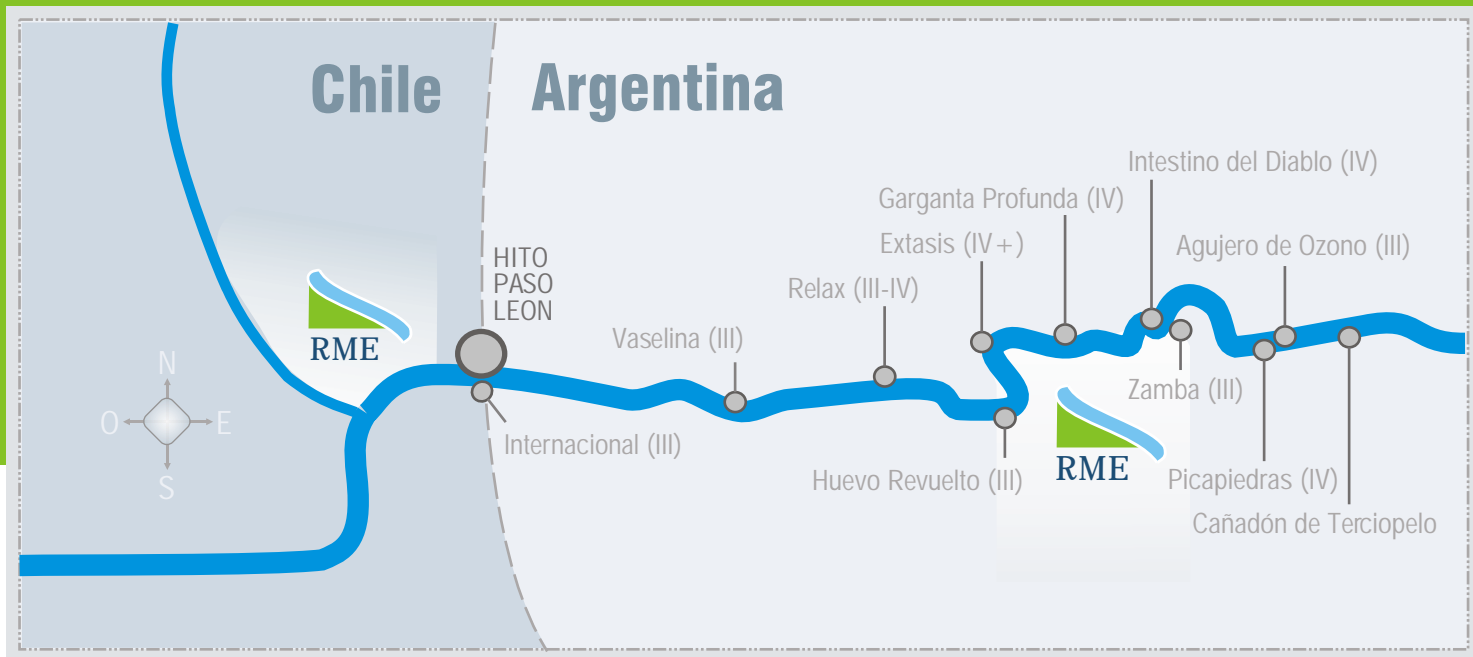 Chile
Argentina
Intestino del Diablo (IV)
Garganta Profunda (IV)
Extasis (IV+)
Agujero de Ozono (III)
HITO
PASO
LEON
Relax (III-IV)
Vaselina (III)
RME
N
O
E
S
Zamba (III)
Internacional (III)
Huevo Revuelto (III)
RME
Picapiedras (IV)
Cañadón de Terciopelo